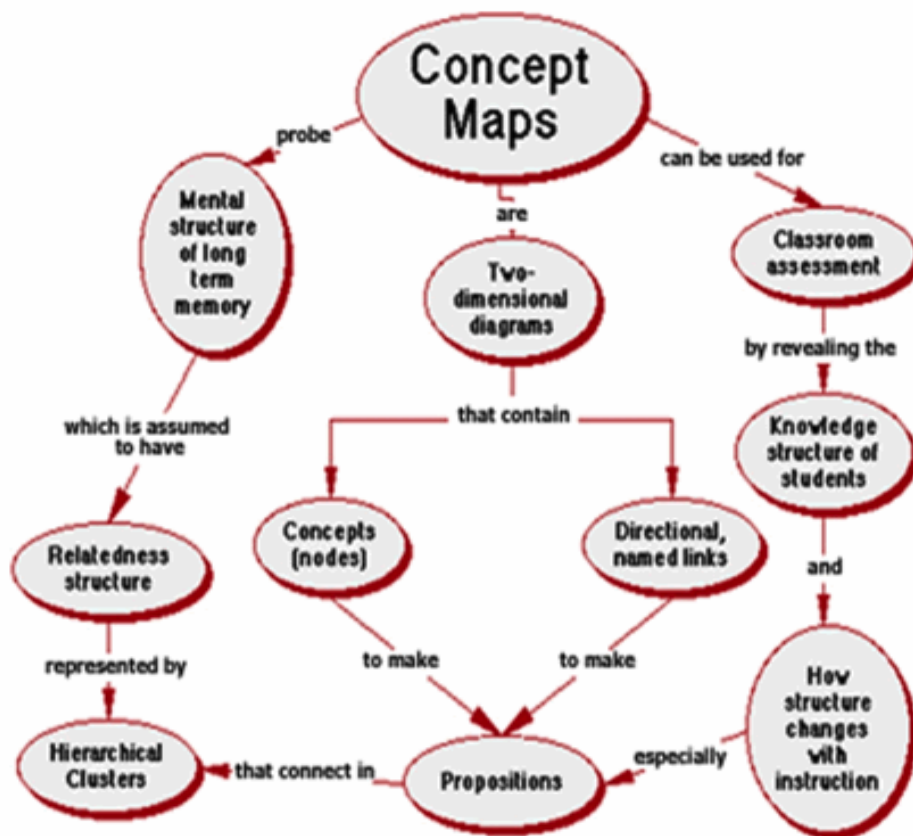 Concept
Maps
probe
can be used for
Mental
structure
of long
term
memory
are
Classroom
assessment
Two-
dimensional
diagrams
by revealing the
which is assumed
to have
that contain
Knowledge
structure of
students
Relatedness
structure
Concepts
(nodes)
Directional,
named links
and
represented by
to make
to make
How
structure
changes
with
instruction
Hierarchical
Clusters
that connect in
Propositions
especially